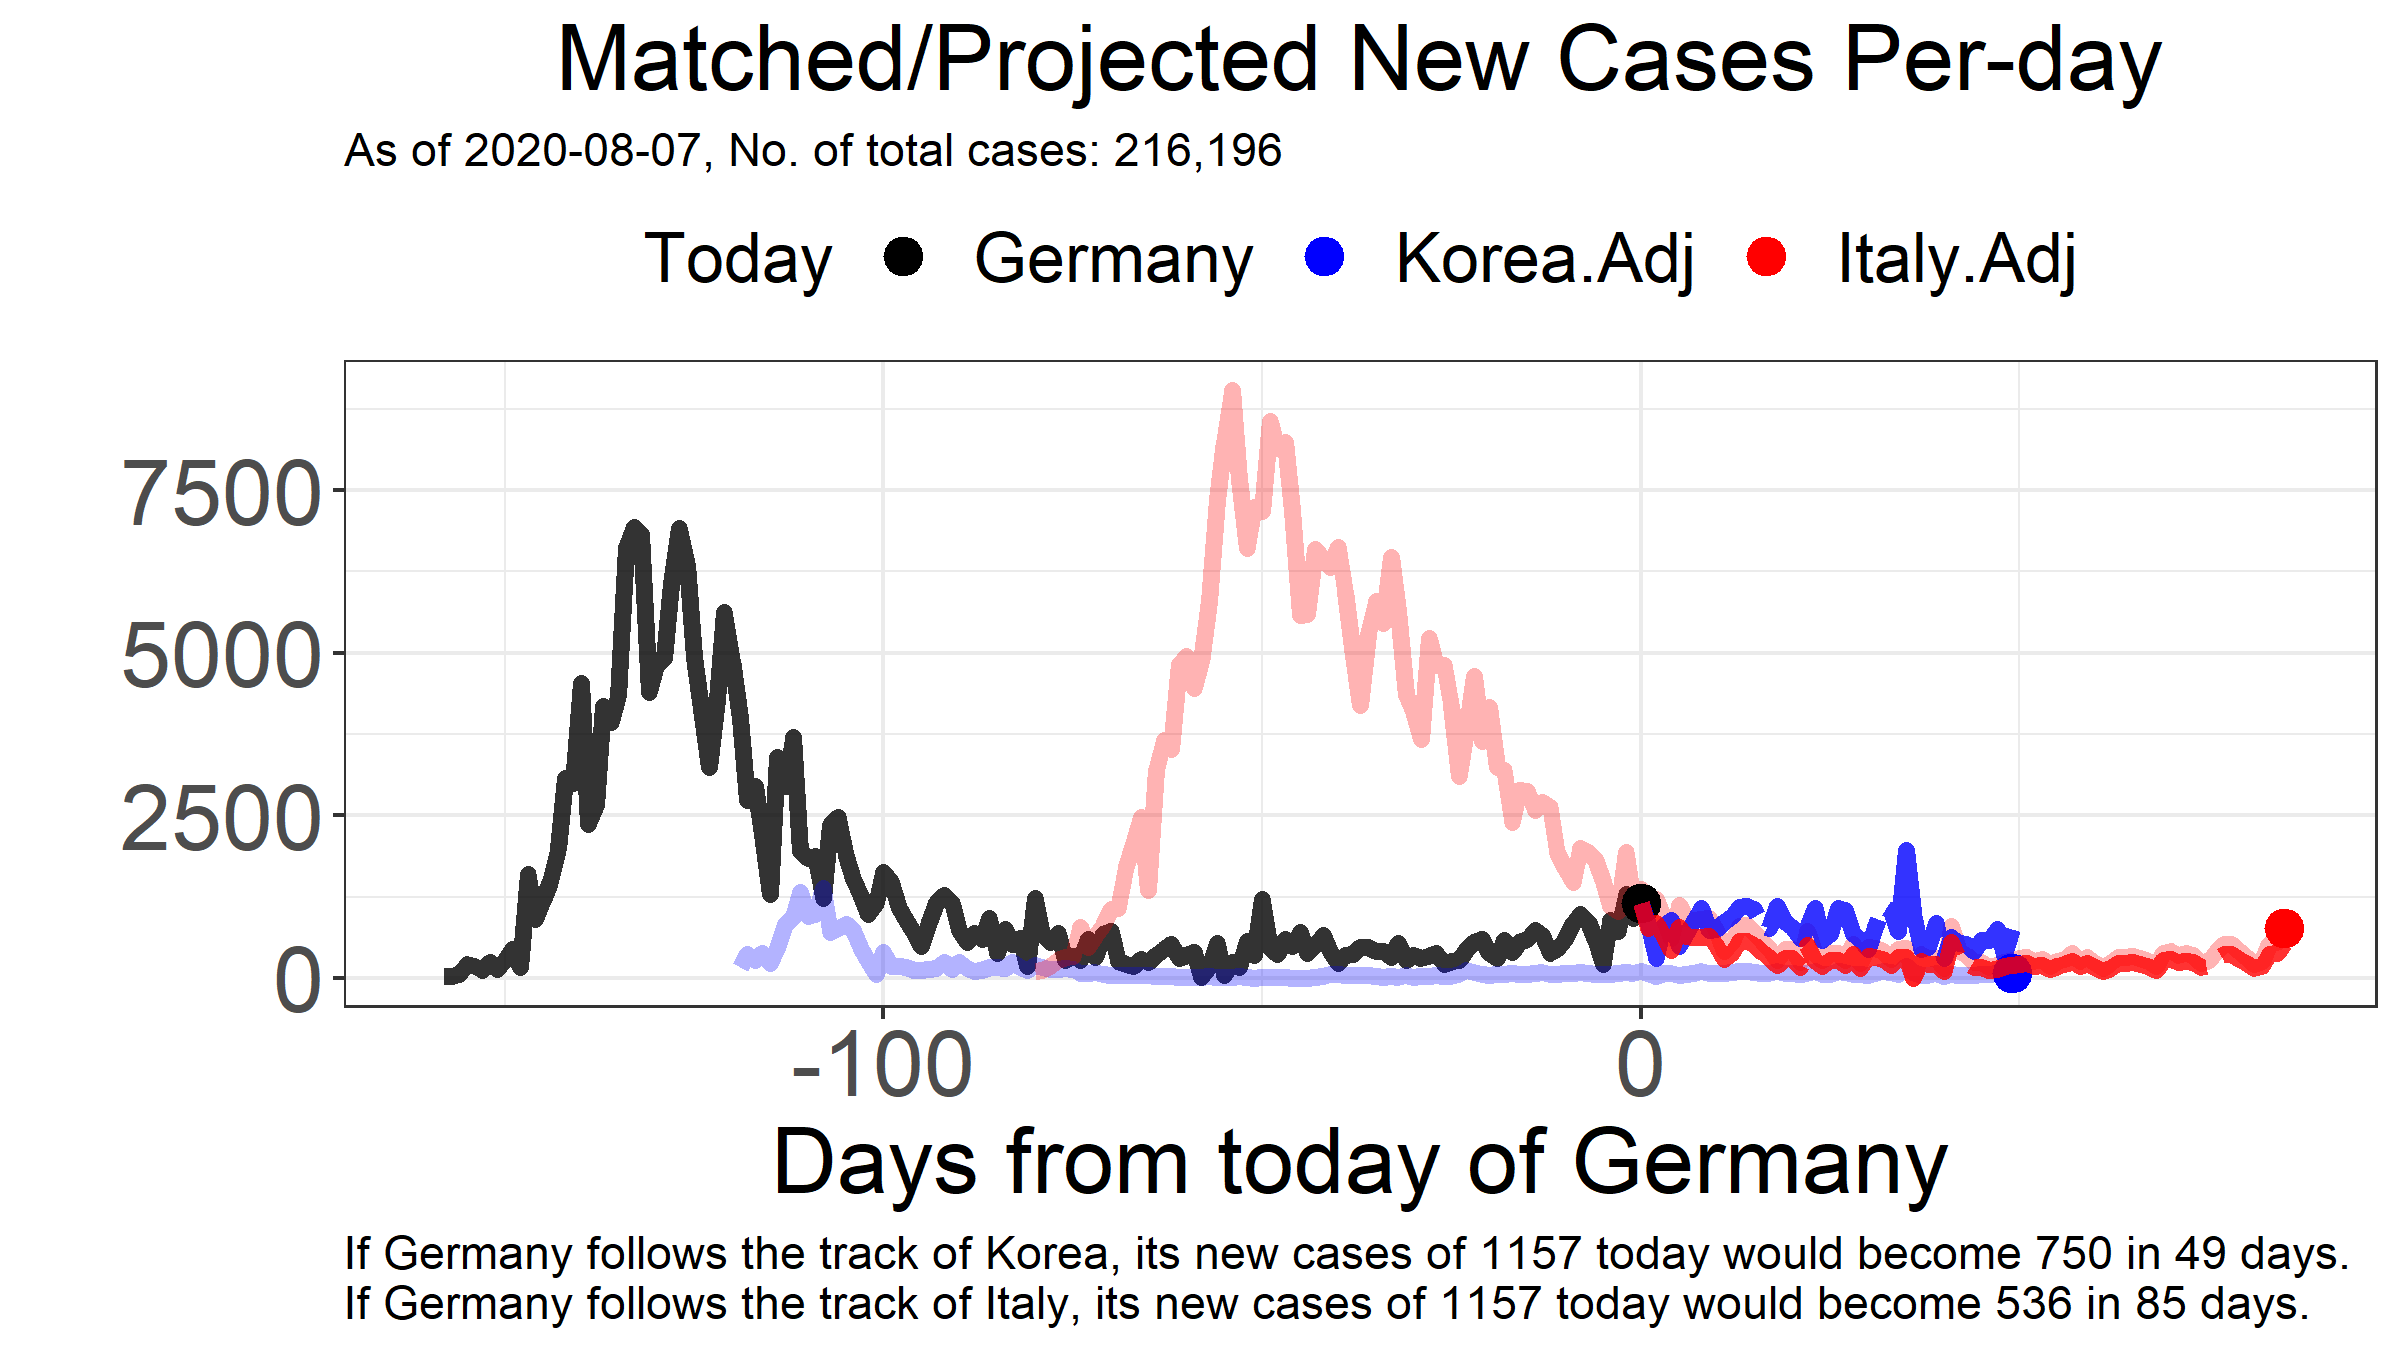 Matched/Projected New Cases Per-day
As of 2020-08-07, No. of total cases: 216,196
Today Germany Korea.Adj Italy.Adj
7500
5000
2500
0
-100 0
Days from today of Germany
If Germany follows the track of Korea, its new cases of 1157 today would become 750 in 49 days.
If Germany follows the track of Italy, its new cases of 1157 today would become 536 in 85 days.